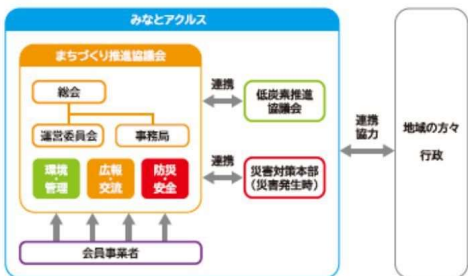 みなとアクルス
まちづくり推進協議会
総会
運営委員会
事務局
環境
・
管理
広報
・
交流
防災
・
安全
会員事業者
連携
低炭素推進
協議会
連携
災害対策本部
（災害発生時）
連携
協力
地域の方々
行政